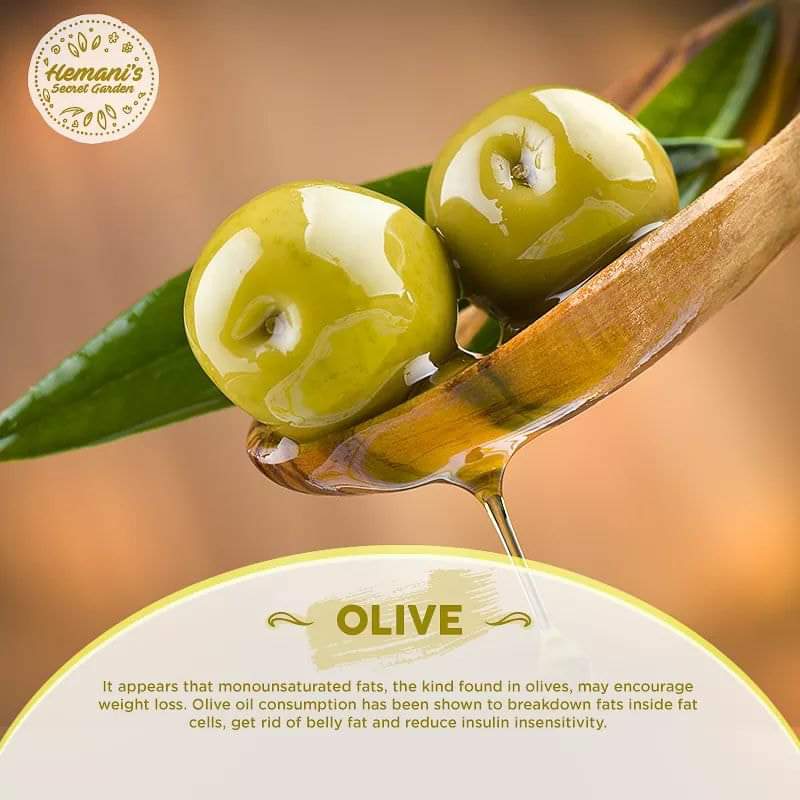 Hemani's
Secret Garden
OLIVE
It appears that monounsaturated fats, the kind found in olives, may encourage
weight loss. Olive oil consumption has been shown to breakdown fats inside fat
cells, get rid of belly fat and reduce insulin insensitivity.